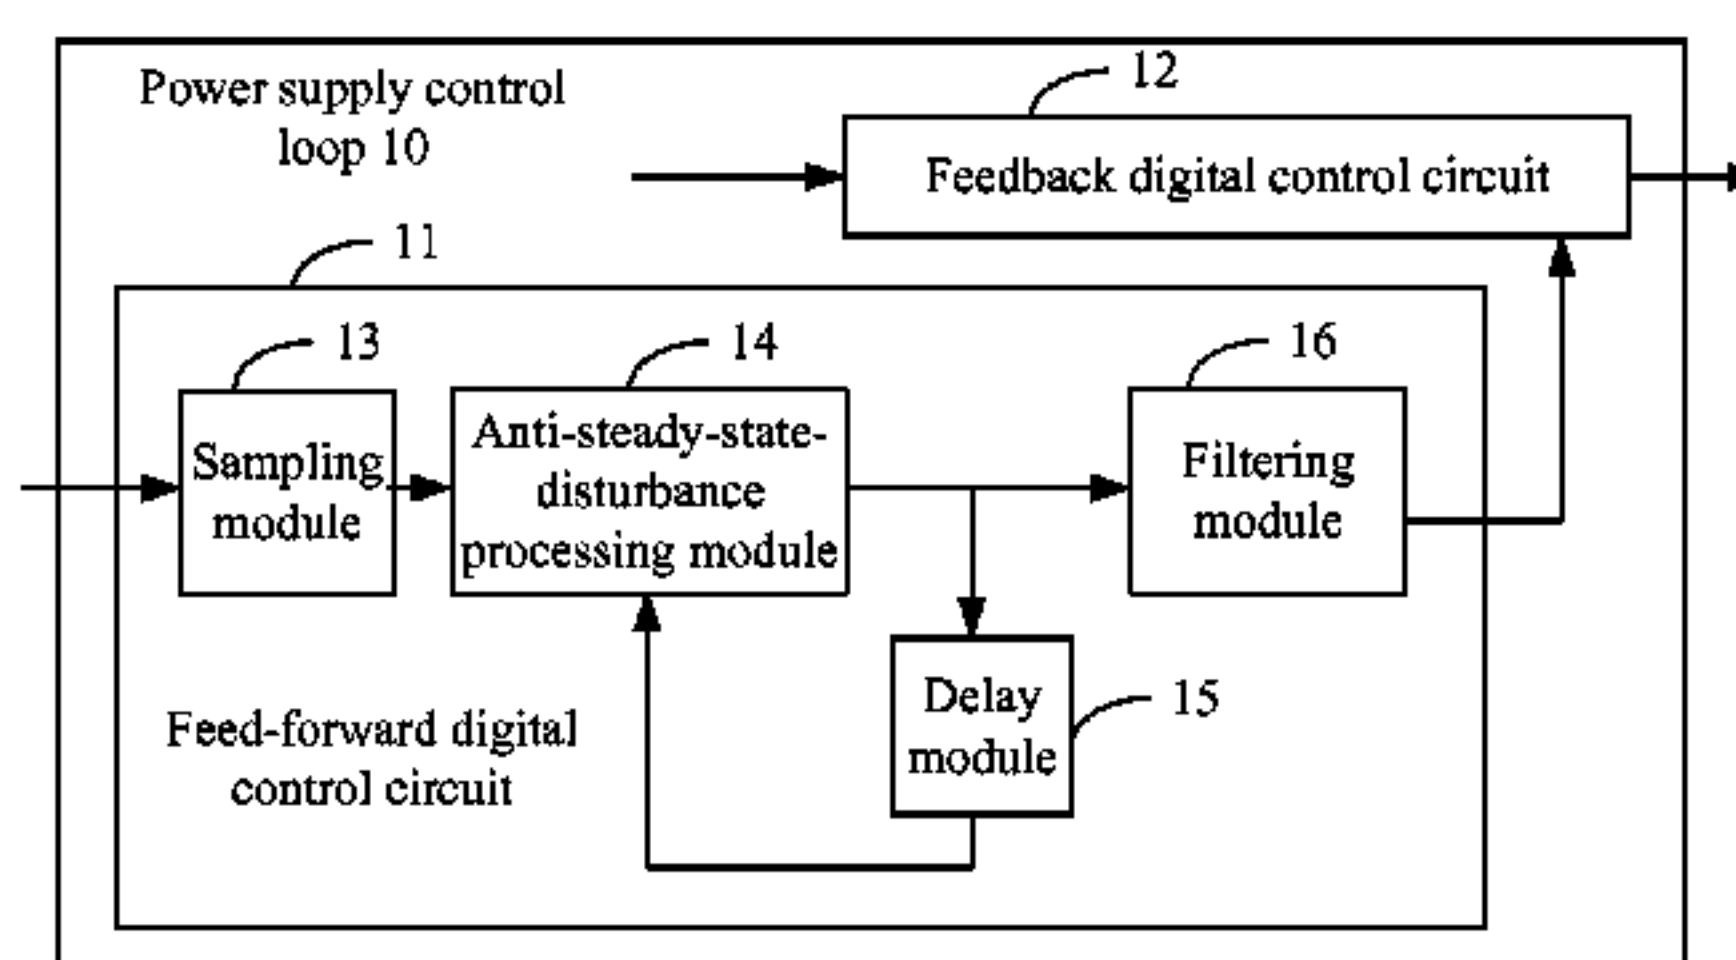 Power supply control
loop 10
12
Feedback digital control circuit
11
13
14
16
Sampling
module
Anti-steady-state-
disturbance
processing module
Filtering
module
Delay
module
15
Feed-forward digital
control circuit